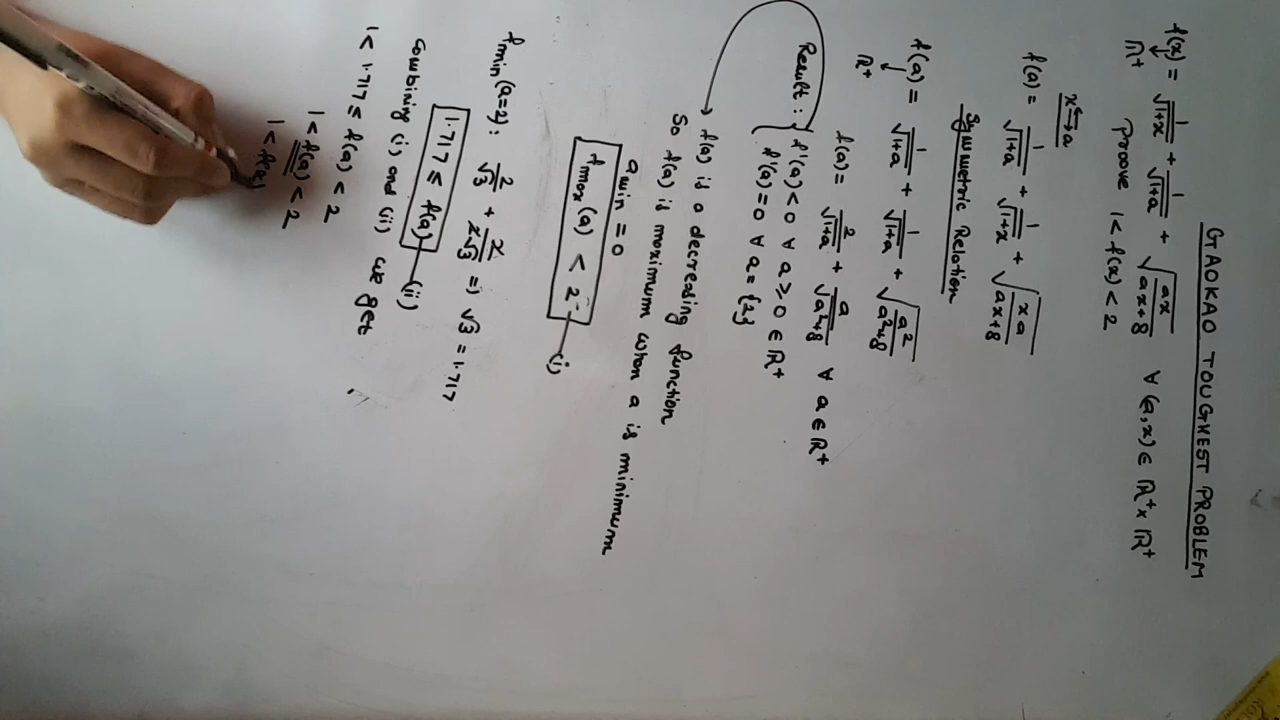 GAOKAO TOUGHEST PROBLEM
f(x) = 1/√(1+x) + 1/√(1+a) + √(ax/(ax+8)) ∀ (a,x) ∈ ℝ⁺ x ℝ⁺
↓
ℝ⁺ Prove 1 < f(x) < 2
x ⟷ a
f(a) = 1/√(1+a) + 1/√(1+x) + √(xa/(ax+8))
Symmetric Relation
f(a) = 1/√(1+a) + 1/√(1+a) + √(a²/(a²+8))
↓
ℝ⁺
f(a) = 2/√(1+a) + a/√(a²+8) ∀ a ∈ ℝ⁺
Result : { f'(a) < 0 ∀ a ≥ 0 ∈ ℝ⁺
f'(a) = 0 ∀ a = {2}
→ f(a) is a decreasing function
So f(a) is maximum when a is minimum
a min = 0
fmax (a) < 2 — (i)
fmin (a=2) : 2/√3 + 2/2√3 ⇒ √3 = 1.717
1.717 ≤ f(a) — (ii)
Combining (i) and (ii) we get
1 < 1.717 ≤ f(a) < 2
1 < f(a) < 2
1 < f(a)